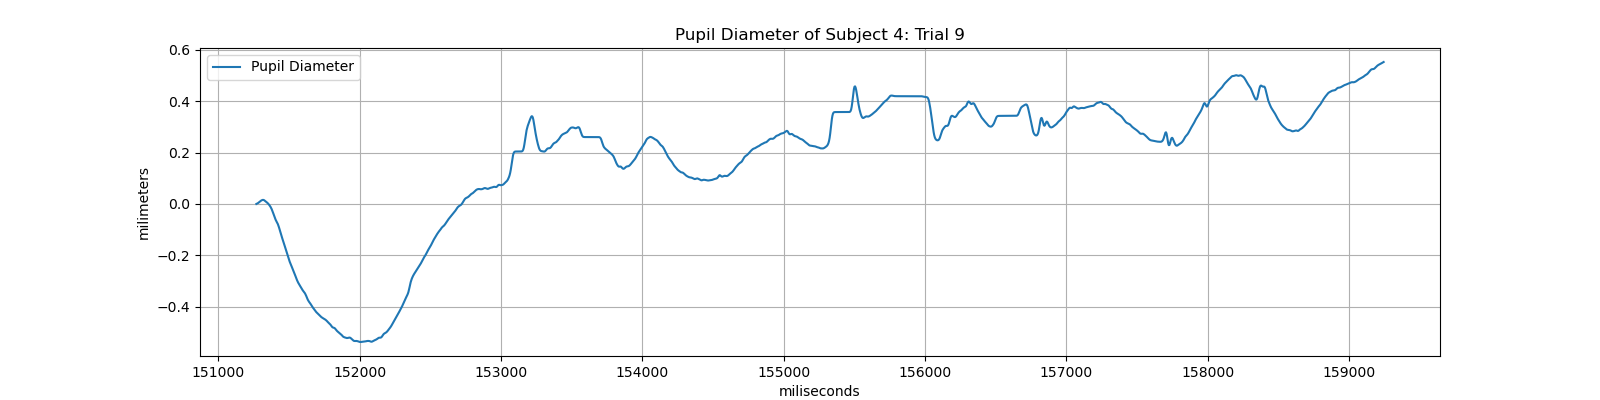 Pupil Diameter of Subject 4: Trial 9
Pupil Diameter
0.6
0.4
0.2
0.0
−0.2
−0.4
milimeters
151000 152000 153000 154000 155000 156000 157000 158000 159000
miliseconds